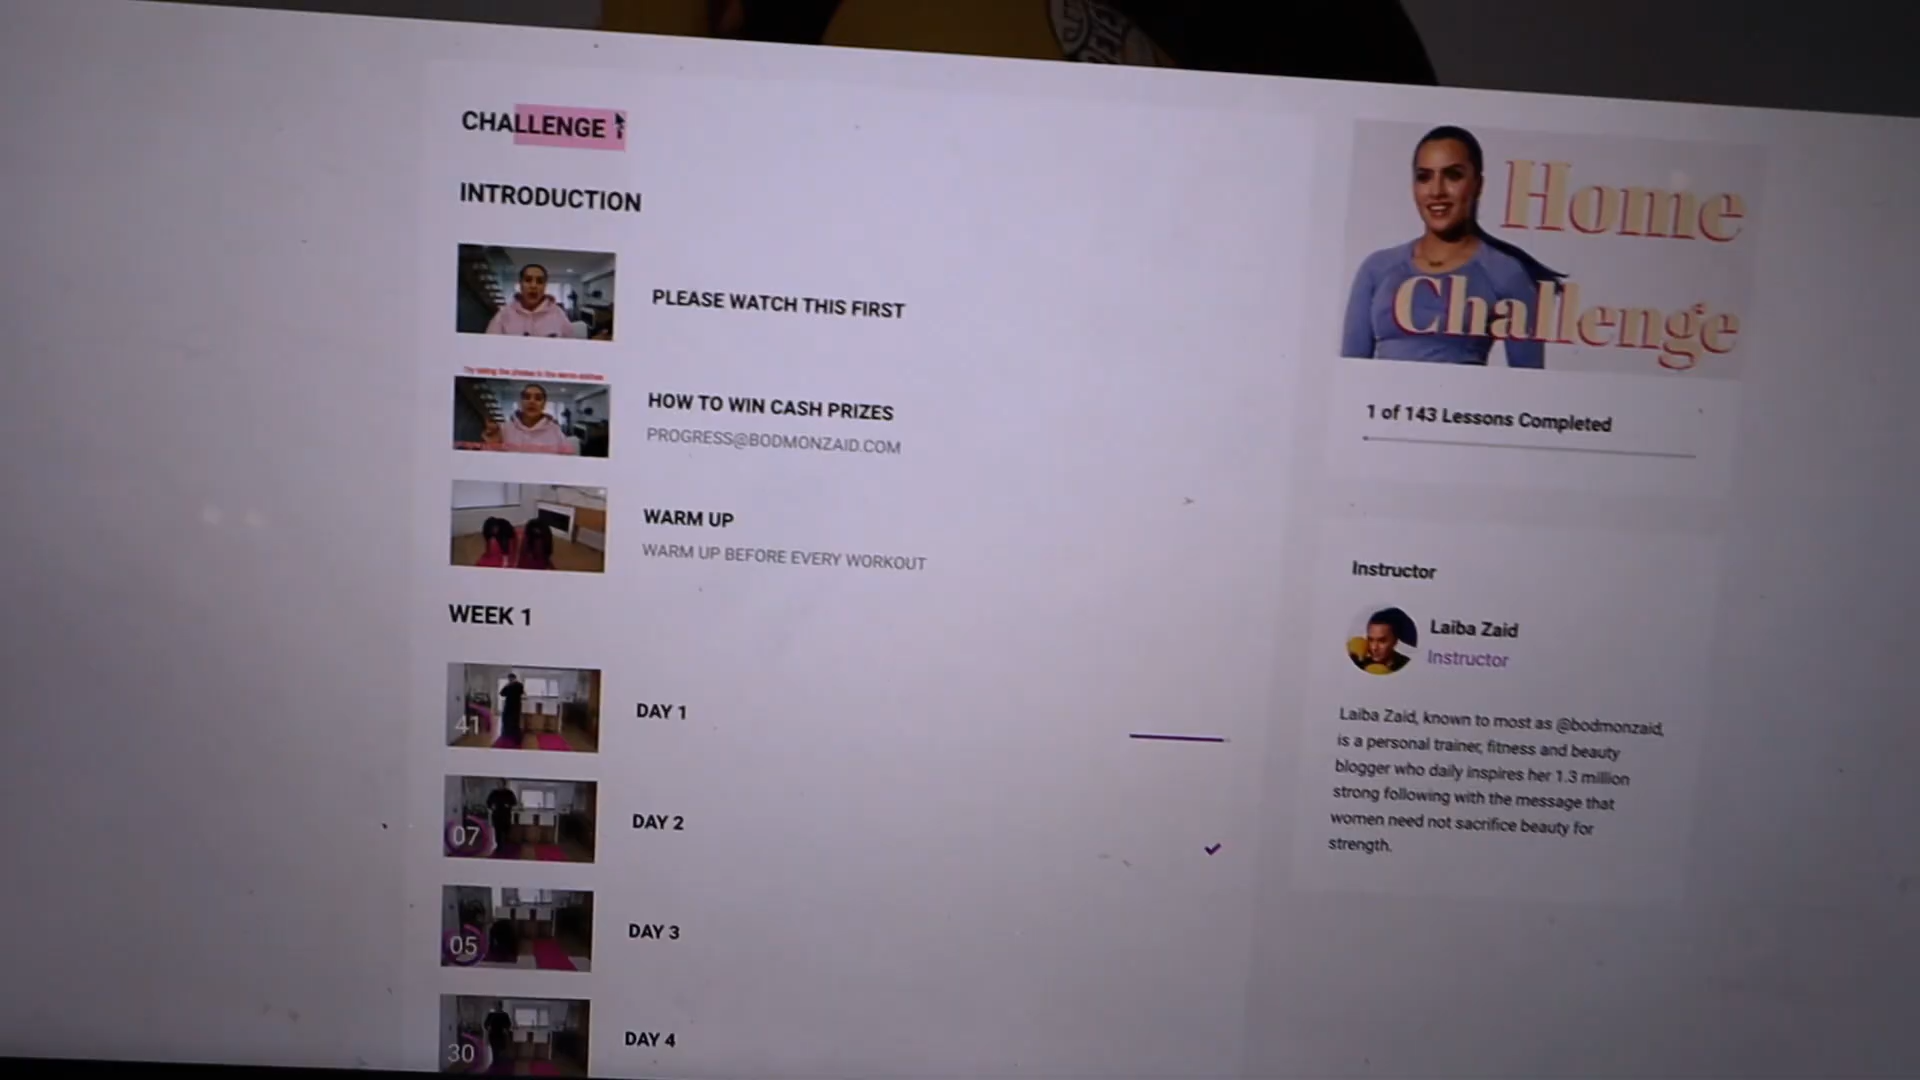 CHALLENGE 1
INTRODUCTION
PLEASE WATCH THIS FIRST
HOW TO WIN CASH PRIZES
PROGRESS@BODMONZAID.COM
WARM UP
WARM UP BEFORE EVERY WORKOUT
WEEK 1
41
DAY 1
07
DAY 2
05
DAY 3
30
DAY 4
Home
Challenge
1 of 143 Lessons Completed
Instructor
Laiba Zaid
Instructor
Laiba Zaid, known to most as @bodmonzaid,
is a personal trainer, fitness and beauty
blogger who daily inspires her 1.3 million
strong following with the message that
women need not sacrifice beauty for
strength.